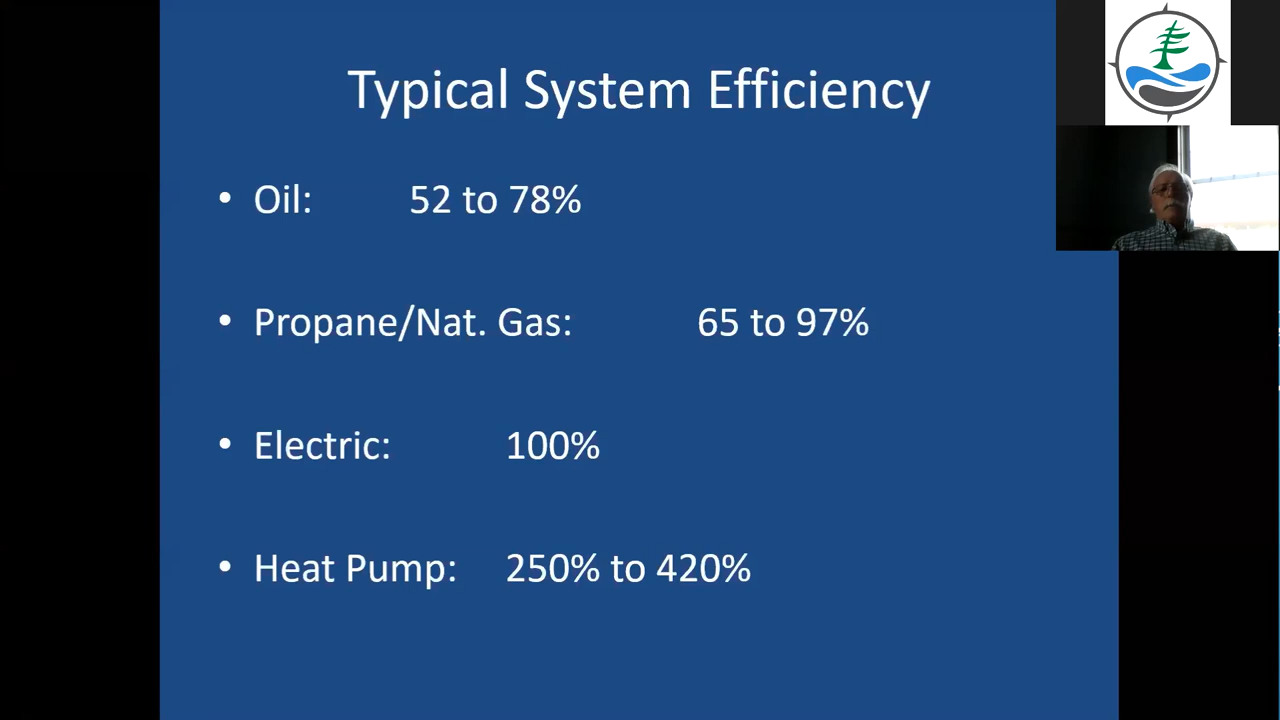 Typical System Efficiency
• Oil: 52 to 78%
• Propane/Nat. Gas: 65 to 97%
• Electric: 100%
• Heat Pump: 250% to 420%